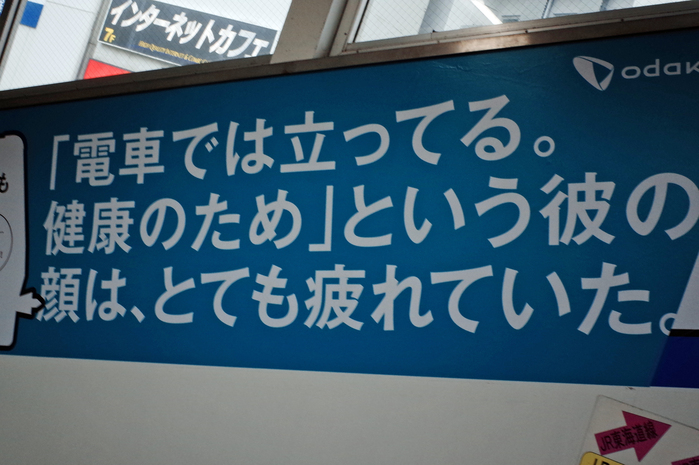 インターネットカフェ
7F
odak
「電車では立ってる。
健康のため」という彼の
顔は、とても疲れていた。
も
JR東海道線